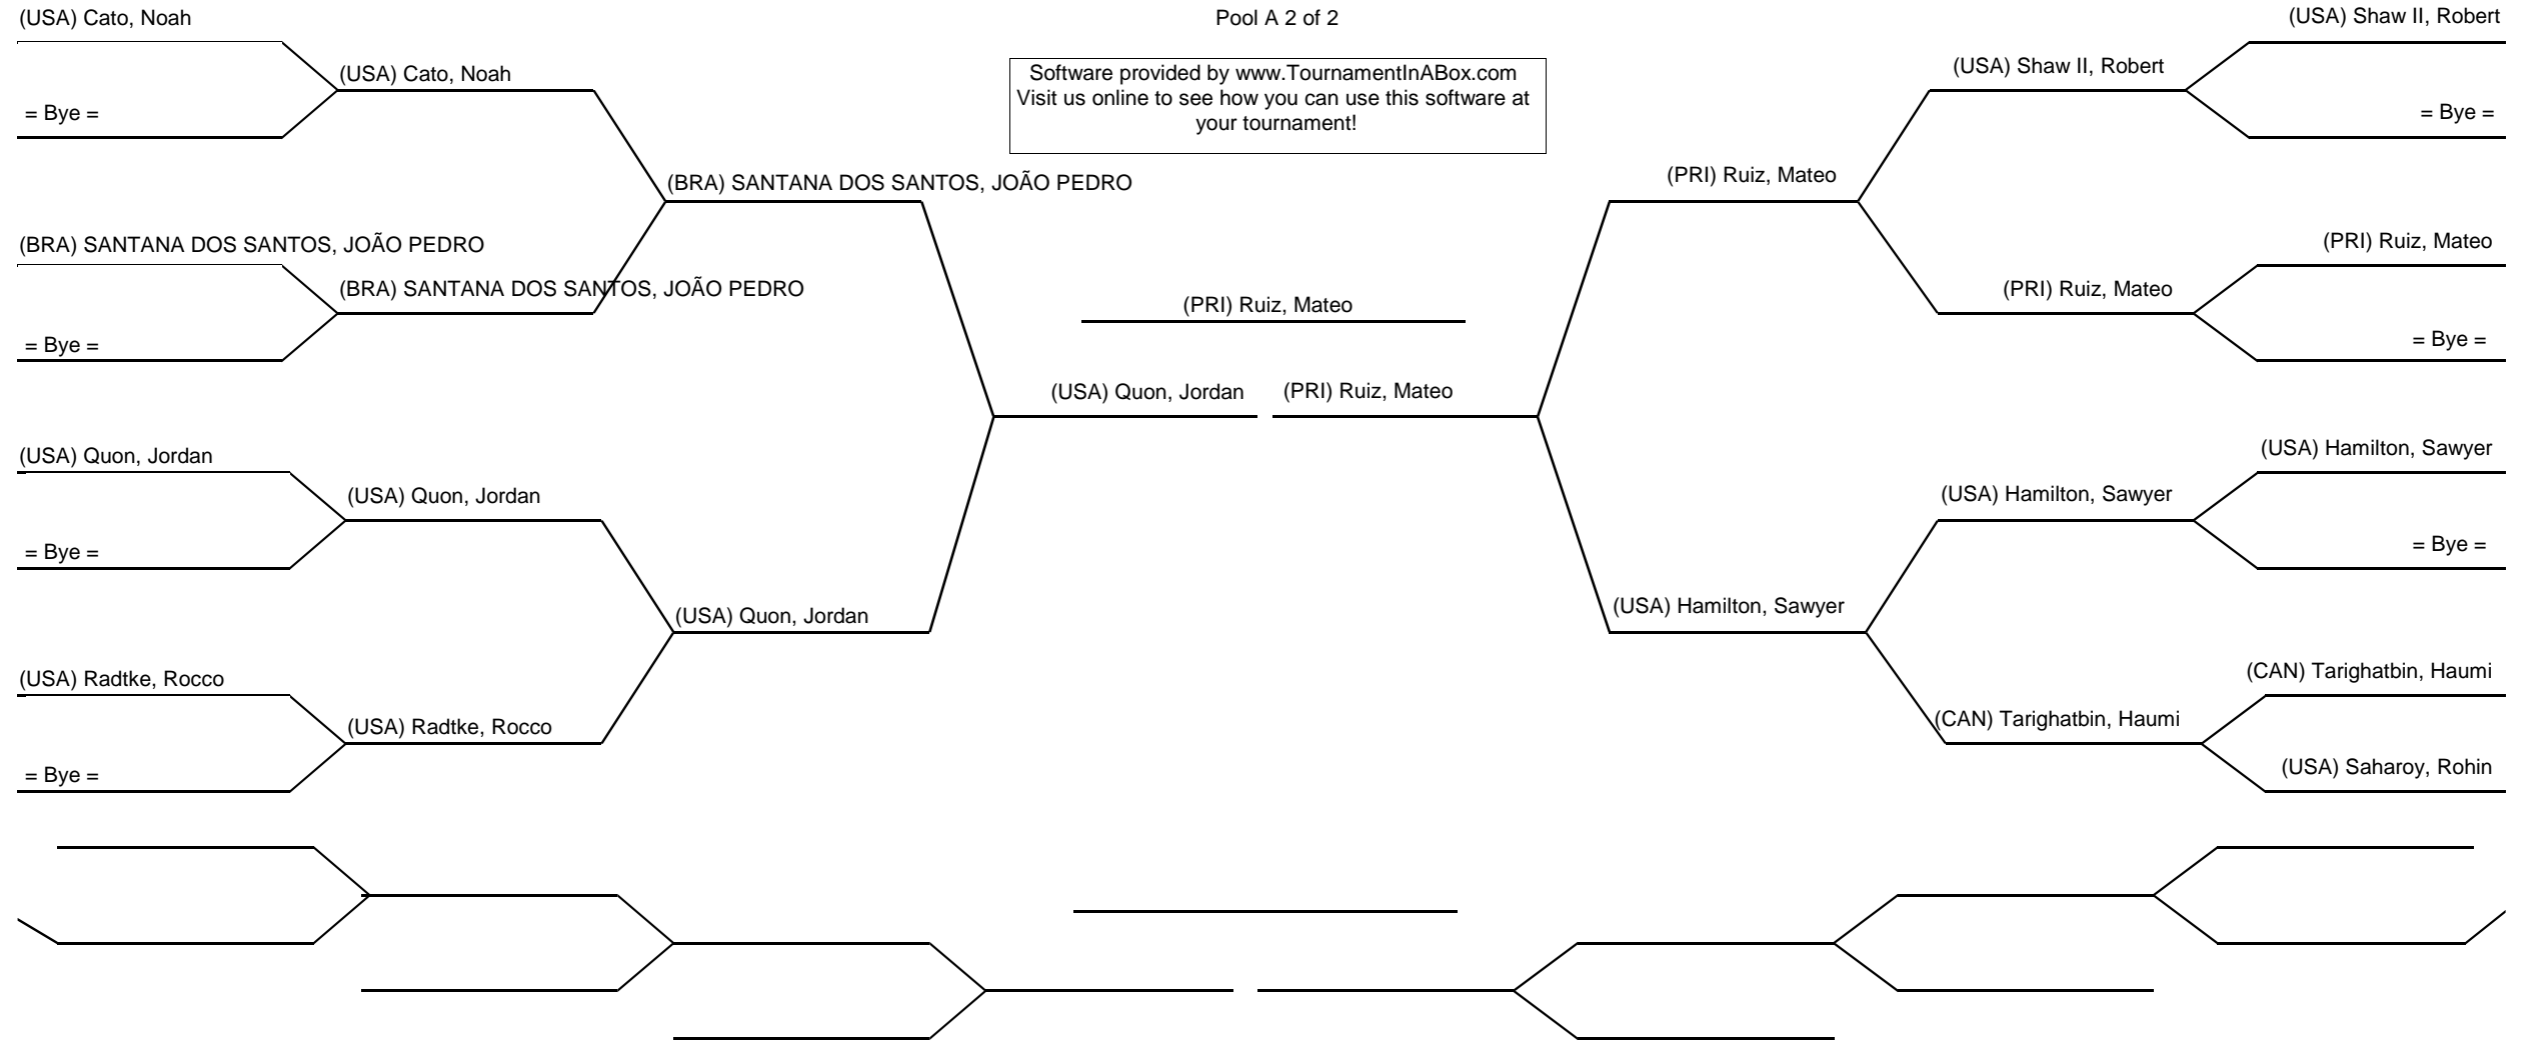 (USA) Cato, Noah
Pool A 2 of 2
(USA) Shaw II, Robert
(USA) Cato, Noah
Software provided by www.TournamentInABox.com
Visit us online to see how you can use this software at
your tournament!
(USA) Shaw II, Robert
= Bye =
= Bye =
(BRA) SANTANA DOS SANTOS, JOÃO PEDRO
(PRI) Ruiz, Mateo
(BRA) SANTANA DOS SANTOS, JOÃO PEDRO
(PRI) Ruiz, Mateo
(BRA) SANTANA DOS SANTOS, JOÃO PEDRO
(PRI) Ruiz, Mateo
(PRI) Ruiz, Mateo
= Bye =
= Bye =
(USA) Quon, Jordan
(PRI) Ruiz, Mateo
(USA) Quon, Jordan
(USA) Hamilton, Sawyer
(USA) Quon, Jordan
(USA) Hamilton, Sawyer
= Bye =
= Bye =
(USA) Quon, Jordan
(USA) Hamilton, Sawyer
(USA) Radtke, Rocco
(CAN) Tarighatbin, Haumi
(USA) Radtke, Rocco
(CAN) Tarighatbin, Haumi
= Bye =
(USA) Saharoy, Rohin